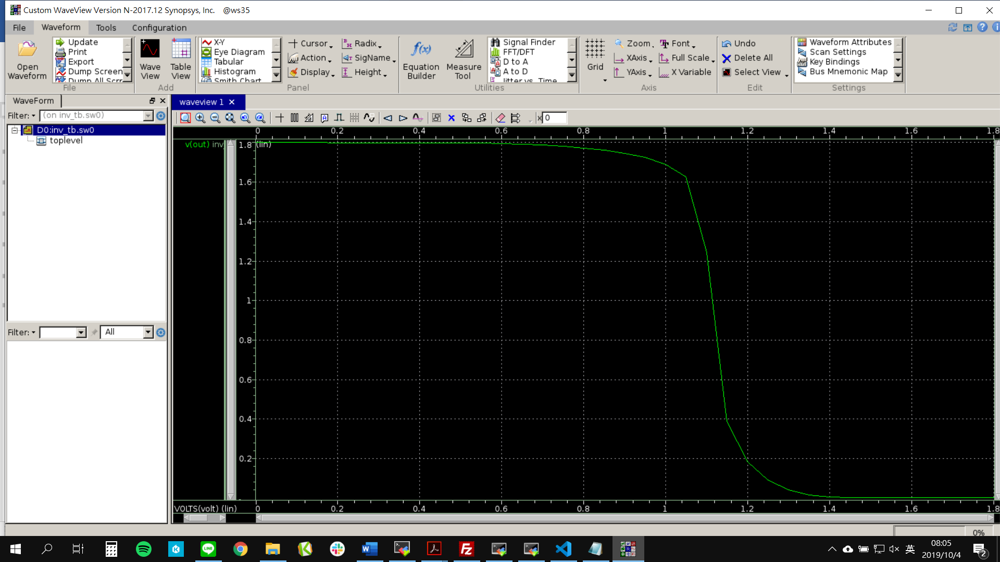 Custom WaveView Version N-2017.12 Synopsys, Inc. @ws35
File Waveform Tools Configuration
Open Waveform
Update
Print
Export
Dump Screen
Dump All Scr
File
Wave View
Table View
Add
X-Y
Eye Diagram
Tabular
Histogram
Smith Chart
Cursor
Action
Display
Radix
SigName
Height
Panel
f(x)
Equation Builder
Measure Tool
Signal Finder
FFT/DFT
D to A
A to D
Jitter vs. Time
Utilities
Grid
Zoom
XAxis
YAxis
Font
Full Scale
X Variable
Axis
Undo
Delete All
Select View
Edit
Waveform Attributes
Scan Settings
Key Bindings
Bus Mnemonic Map
Settings
WaveForm
Filter: (on inv_tb.sw0)
D0:inv_tb.sw0
toplevel
Filter: All
waveview 1
x 0
0 0.2 0.4 0.6 0.8 1 1.2 1.4 1.6 1.8
v(out) inv
(lin)
1.8
1.6
1.4
1.2
1
0.8
0.6
0.4
0.2
VOLTS(volt) (lin) 0 0.2 0.4 0.6 0.8 1 1.2 1.4 1.6 1.8
0%
LINE
英
08:05
2019/10/4
2